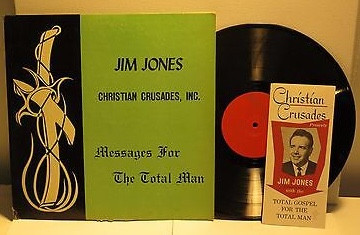 JIM JONES
CHRISTIAN CRUSADES, INC.
Messages For
The Total Man
Christian
Crusades
Presents
JIM JONES
with the
TOTAL GOSPEL
FOR THE
TOTAL MAN